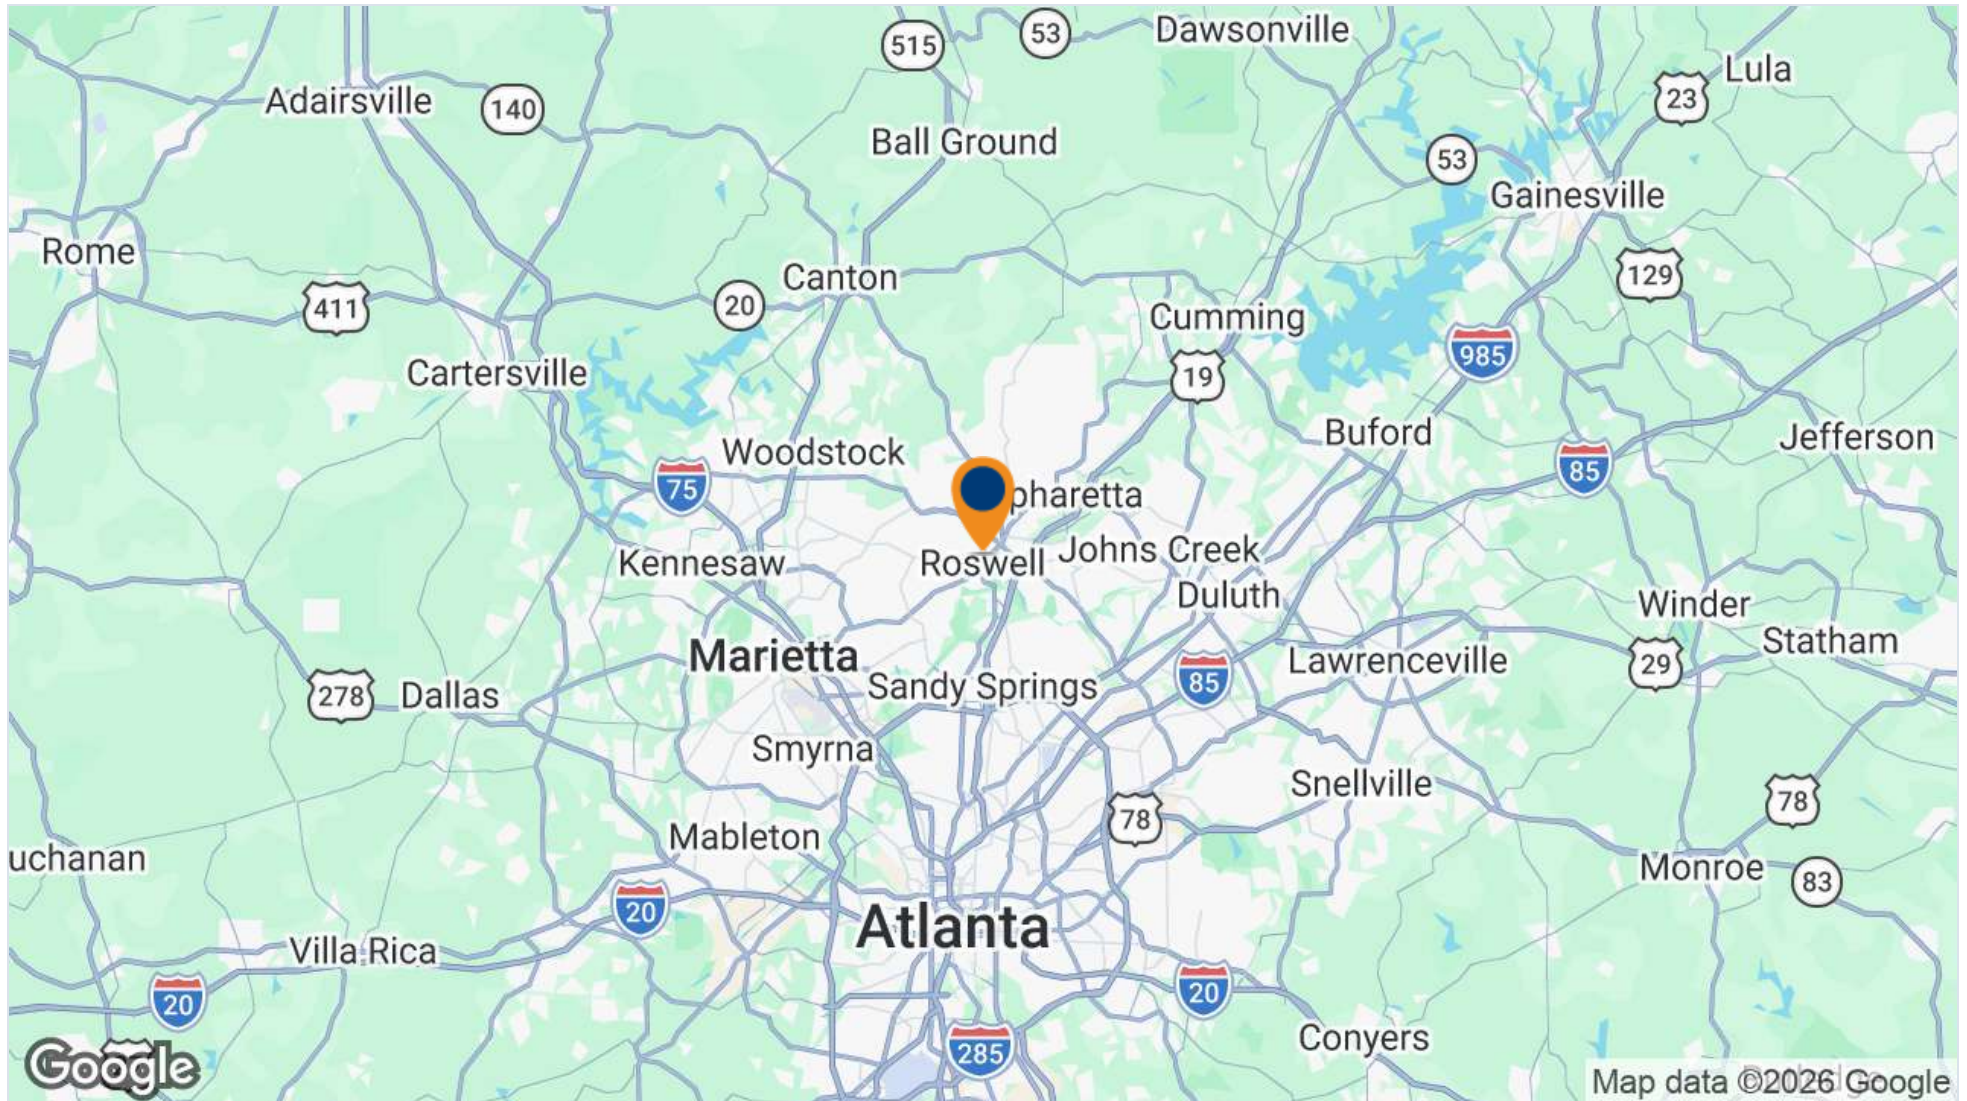 515
53
Dawsonville
Lula
23
Adairsville
140
Ball Ground
53
Gainesville
Rome
411
20
Canton
129
Cumming
985
Cartersville
19
Buford
Jefferson
Woodstock
75
85
pharetta
Kennesaw
Roswell
Johns Creek
Duluth
Winder
Marietta
Statham
278
Dallas
Sandy Springs
85
Lawrenceville
29
Smyrna
Snellville
78
78
Mableton
uchanan
Monroe
83
20
Atlanta
Villa Rica
20
20
285
Conyers
Google
Map data ©2026 Google